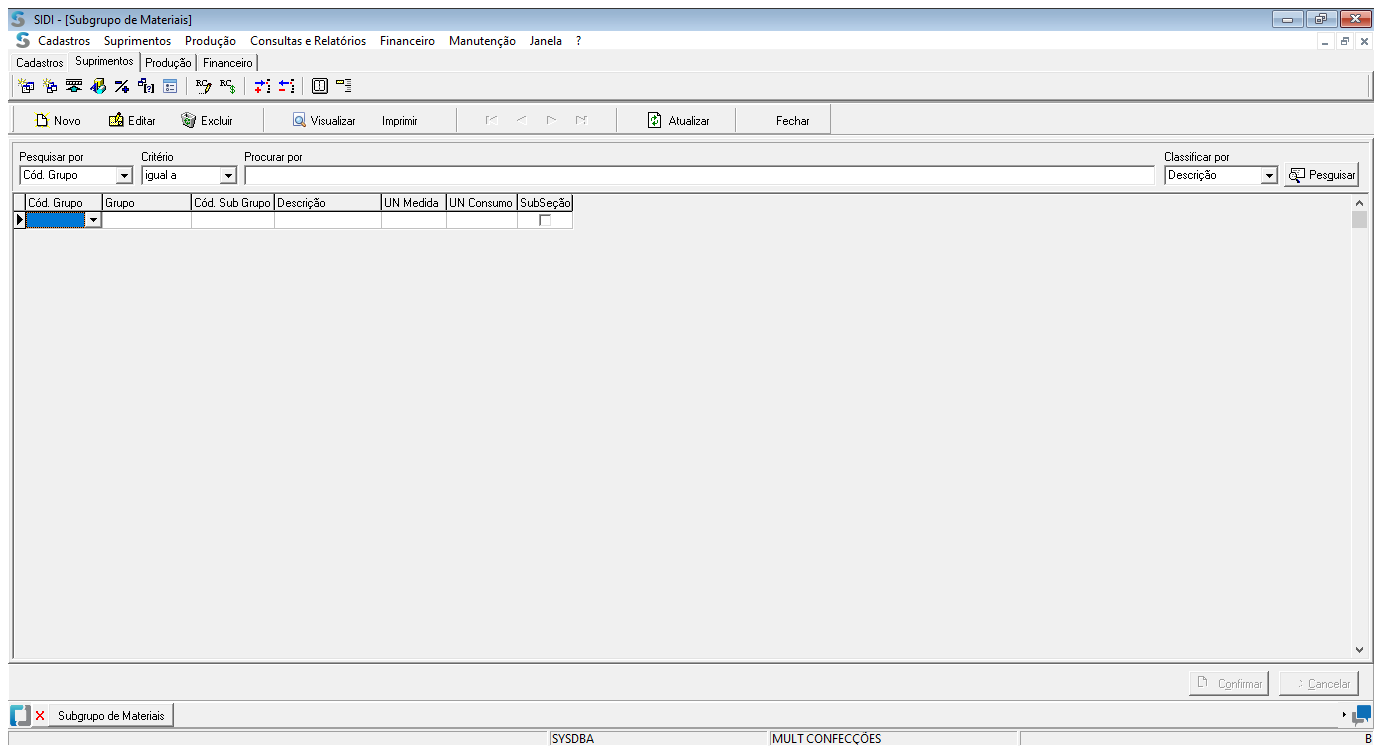 SIDI - [Subgrupo de Materiais]
Cadastros Suprimentos Produção Consultas e Relatórios Financeiro Manutenção Janela ?
Cadastros Suprimentos Produção Financeiro
RC RC$
Novo Editar Excluir Visualizar Imprimir Atualizar Fechar
Pesquisar por Critério Procurar por Classificar por
Cód. Grupo igual a Descrição Pesquisar
Cód. Grupo Grupo Cód. Sub Grupo Descrição UN Medida UN Consumo SubSeção
Confirmar Cancelar
Subgrupo de Materiais
SYSDBA MULT CONFECÇÕES B